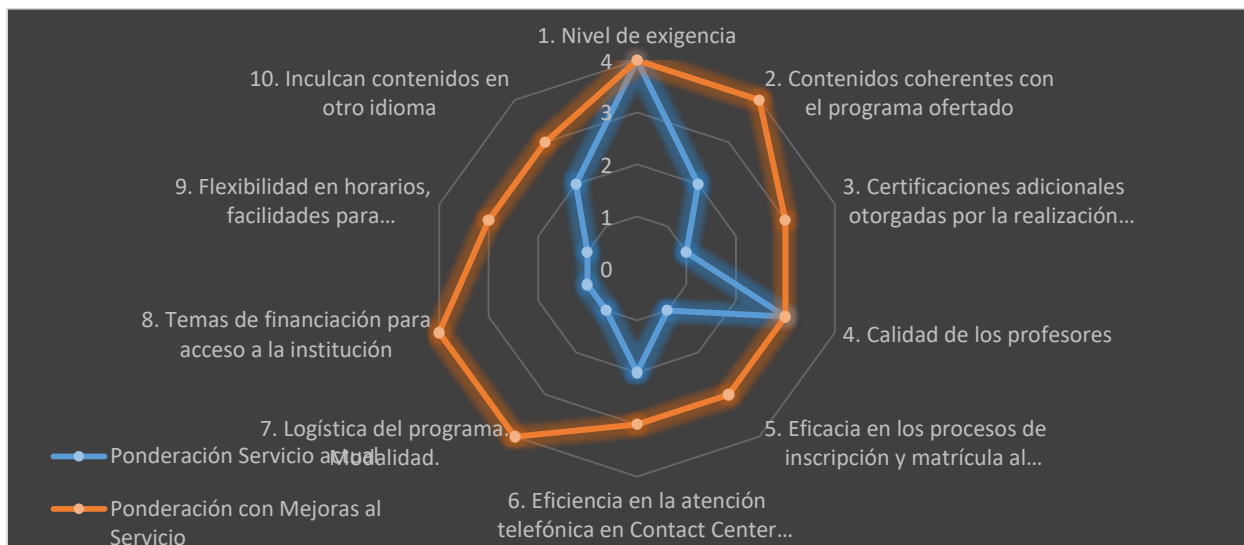 1. Nivel de exigencia
2. Contenidos coherentes con
el programa ofertado
3. Certificaciones adicionales
otorgadas por la realización...
4. Calidad de los profesores
5. Eficacia en los procesos de
inscripción y matrícula al...
6. Eficiencia en la atención
telefónica en Contact Center...
7. Logística del programa.
Modalidad.
8. Temas de financiación para
acceso a la institución
9. Flexibilidad en horarios,
facilidades para...
10. Inculcan contenidos en
otro idioma
4
3
2
1
0
Ponderación Servicio actual
Ponderación con Mejoras al
Servicio